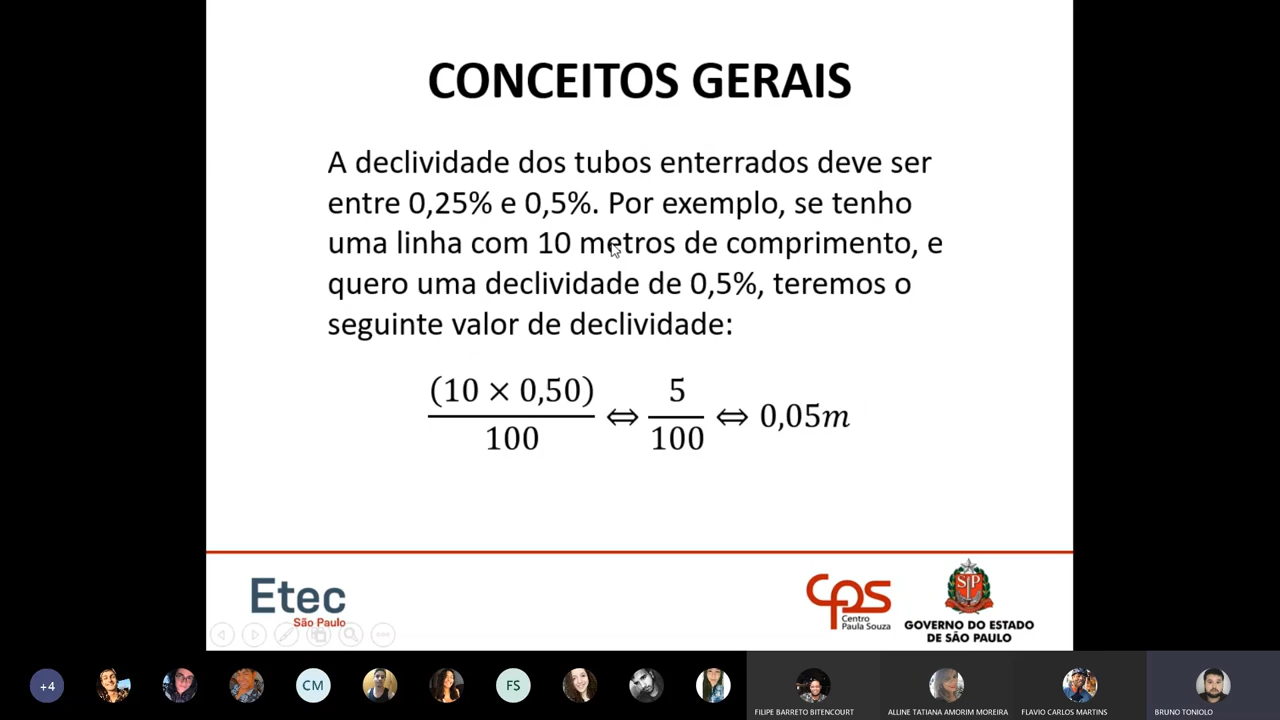 CONCEITOS GERAIS
A declividade dos tubos enterrados deve ser
entre 0,25% e 0,5%. Por exemplo, se tenho
uma linha com 10 metros de comprimento, e
quero uma declividade de 0,5%, teremos o
seguinte valor de declividade:
(10 × 0,50)/100 ⇔ 5/100 ⇔ 0,05m
Etec
São Paulo
CPS
Centro
Paula Souza
SP
GOVERNO DO ESTADO
DE SÃO PAULO
+4
CM
FS
FILIPE BARRETO BITENCOURT
ALLINE TATIANA AMORIM MOREIRA
FLAVIO CARLOS MARTINS
BRUNO TONIOLO